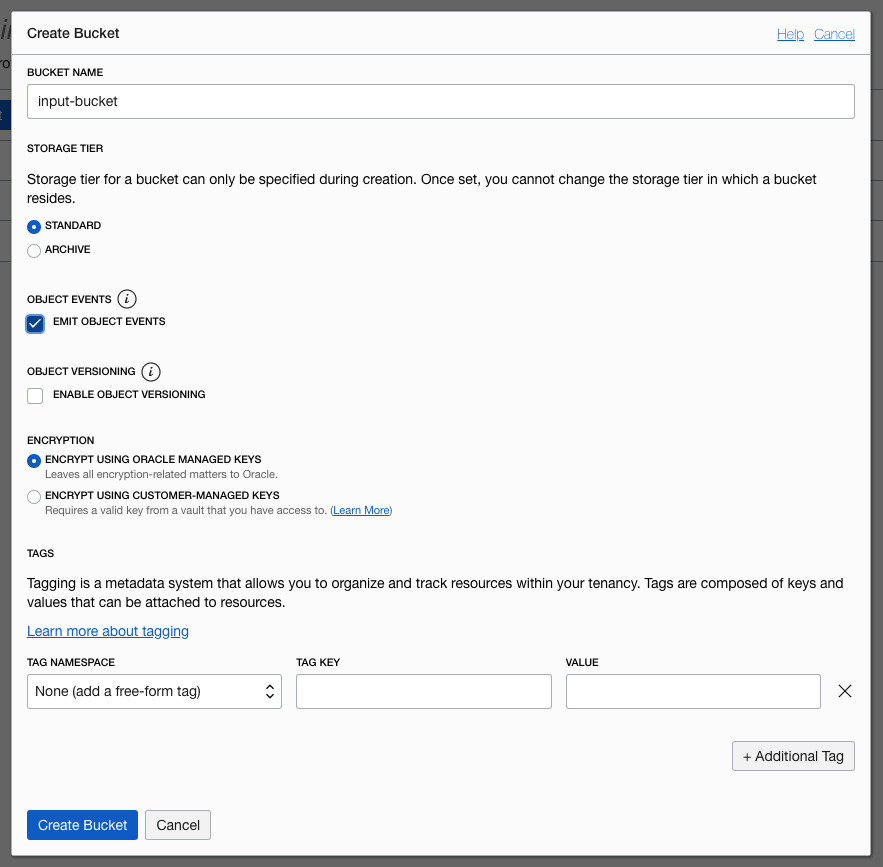 Create Bucket
Help Cancel
BUCKET NAME
input-bucket
STORAGE TIER
Storage tier for a bucket can only be specified during creation. Once set, you cannot change the storage tier in which a bucket
resides.
STANDARD
ARCHIVE
OBJECT EVENTS i
EMIT OBJECT EVENTS
OBJECT VERSIONING i
ENABLE OBJECT VERSIONING
ENCRYPTION
ENCRYPT USING ORACLE MANAGED KEYS
Leaves all encryption-related matters to Oracle.
ENCRYPT USING CUSTOMER-MANAGED KEYS
Requires a valid key from a vault that you have access to. (Learn More)
TAGS
Tagging is a metadata system that allows you to organize and track resources within your tenancy. Tags are composed of keys and
values that can be attached to resources.
Learn more about tagging
TAG NAMESPACE TAG KEY VALUE
None (add a free-form tag)
+ Additional Tag
Create Bucket Cancel